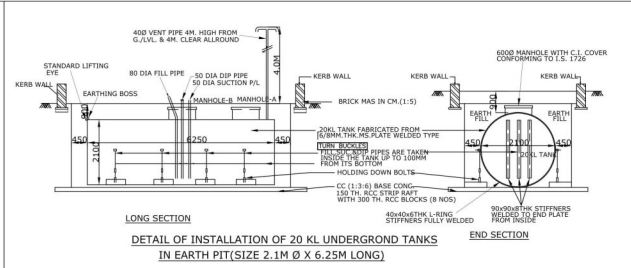 40Ø VENT PIPE 4M. HIGH FROM
G./LVL. & 4M. CLEAR ALLROUND
STANDARD LIFTING
EYE
EARTHING BOSS
KERB WALL
80 DIA FILL PIPE
50 DIA DIP PIPE
50 DIA SUCTION P/L
MANHOLE-B
MANHOLE-A
4.0M
KERB WALL
BRICK MAS IN CM.(1:5)
900
450
6250
450
2100
20KL TANK FABRICATED FROM
6/8MM.THK.MS.PLATE WELDED TYPE
TURN BUCKLES
FILL,SUC.&DIP PIPES ARE TAKEN
INSIDE THE TANK UP TO 100MM
FROM ITS BOTTOM
HOLDING DOWN BOLTS
CC (1:3:6) BASE CONC.
150 TH. RCC STRIP RAFT
WITH 300 TH. RCC BLOCKS (8 NOS)
LONG SECTION
600Ø MANHOLE WITH C.I. COVER
CONFORMING TO I.S. 1726
KERB WALL
KERB WALL
900
EARTH
FILL
EARTH
FILL
450
2100
450
20 KL TANK
40x40x6THK L-RING
STIFFNERS FULLY WELDED
90x90x8THK STIFFNERS
WELDED TO END PLATE
FROM INSIDE
END SECTION
DETAIL OF INSTALLATION OF 20 KL UNDERGROND TANKS
IN EARTH PIT(SIZE 2.1M Ø X 6.25M LONG)